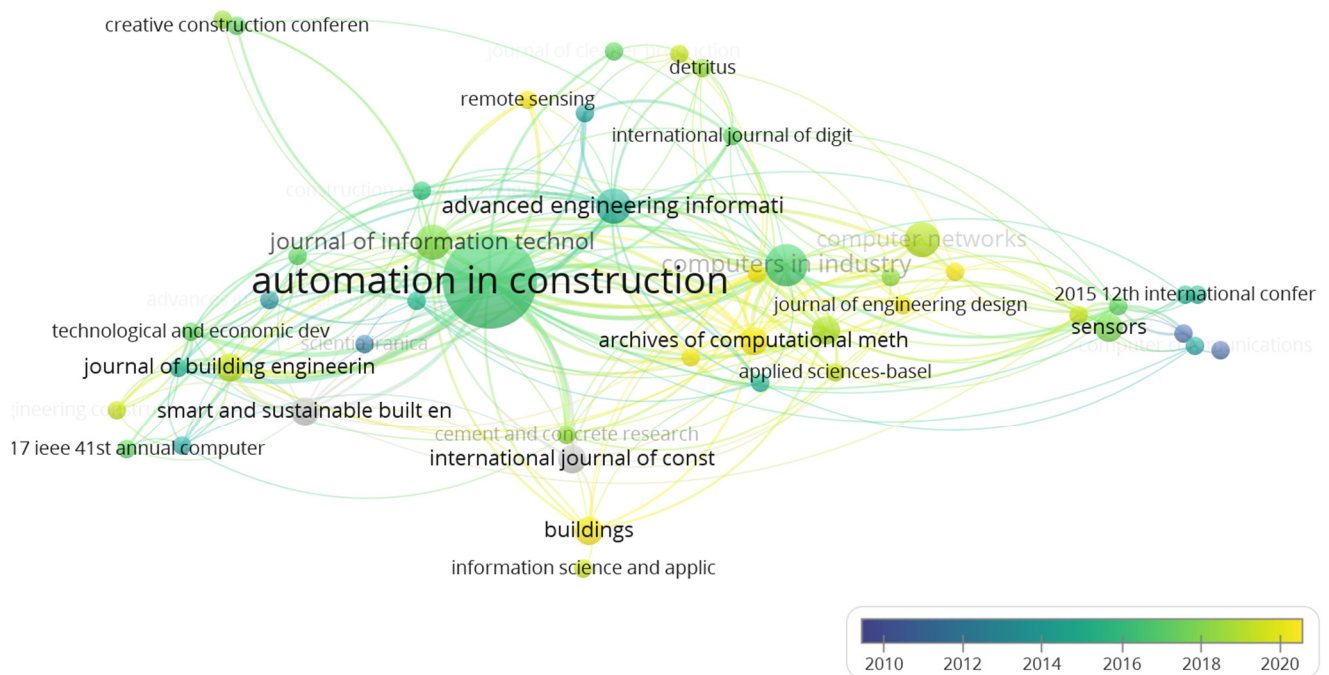 creative construction conferen
journal of cleaner production
detritus
remote sensing
international journal of digit
advanced engineering informati
journal of information technol
computer networks
computers in industry
automation in construction
2015 12th international confer
journal of engineering design
sensors
technological and economic dev
scientia iranica
archives of computational meth
computer communications
journal of building engineerin
applied sciences-basel
smart and sustainable built en
cement and concrete research
17 ieee 41st annual computer
international journal of const
buildings
information science and applic
2010 2012 2014 2016 2018 2020